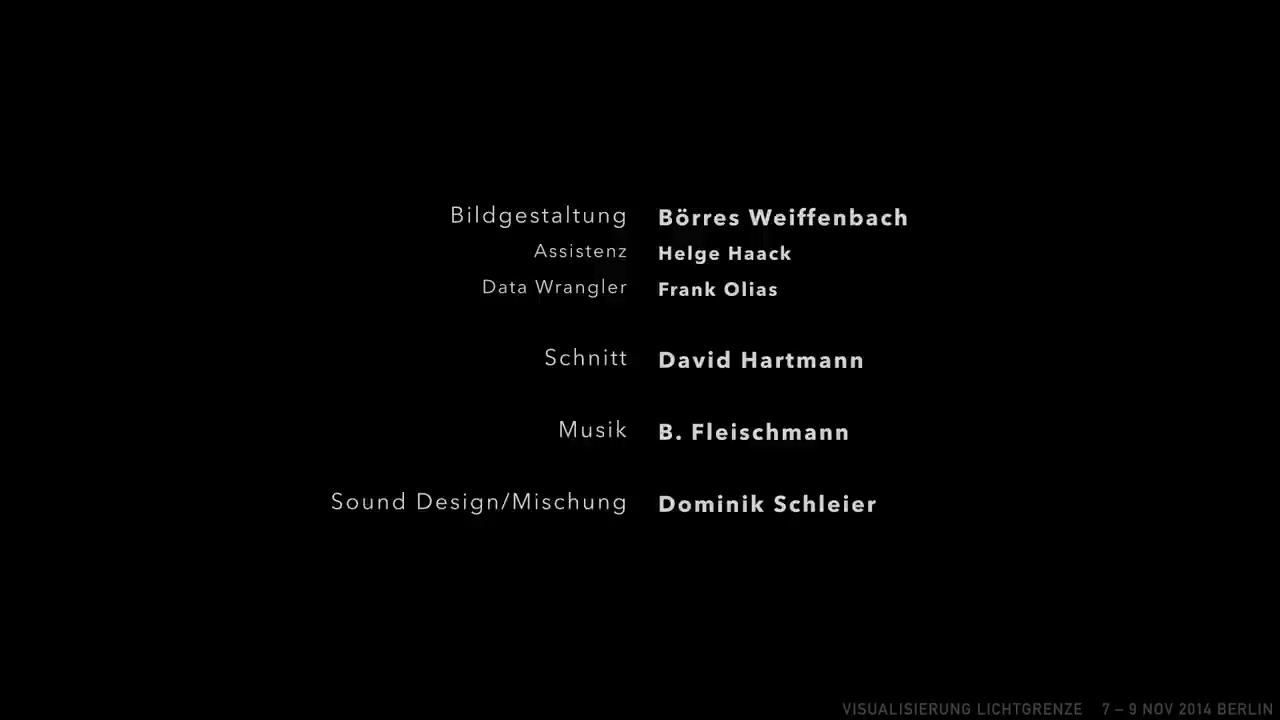 Bildgestaltung Börres Weiffenbach
Assistenz Helge Haack
Data Wrangler Frank Olias
Schnitt David Hartmann
Musik B. Fleischmann
Sound Design/Mischung Dominik Schleier
VISUALISIERUNG LICHTGRENZE 7 – 9 NOV 2014 BERLIN